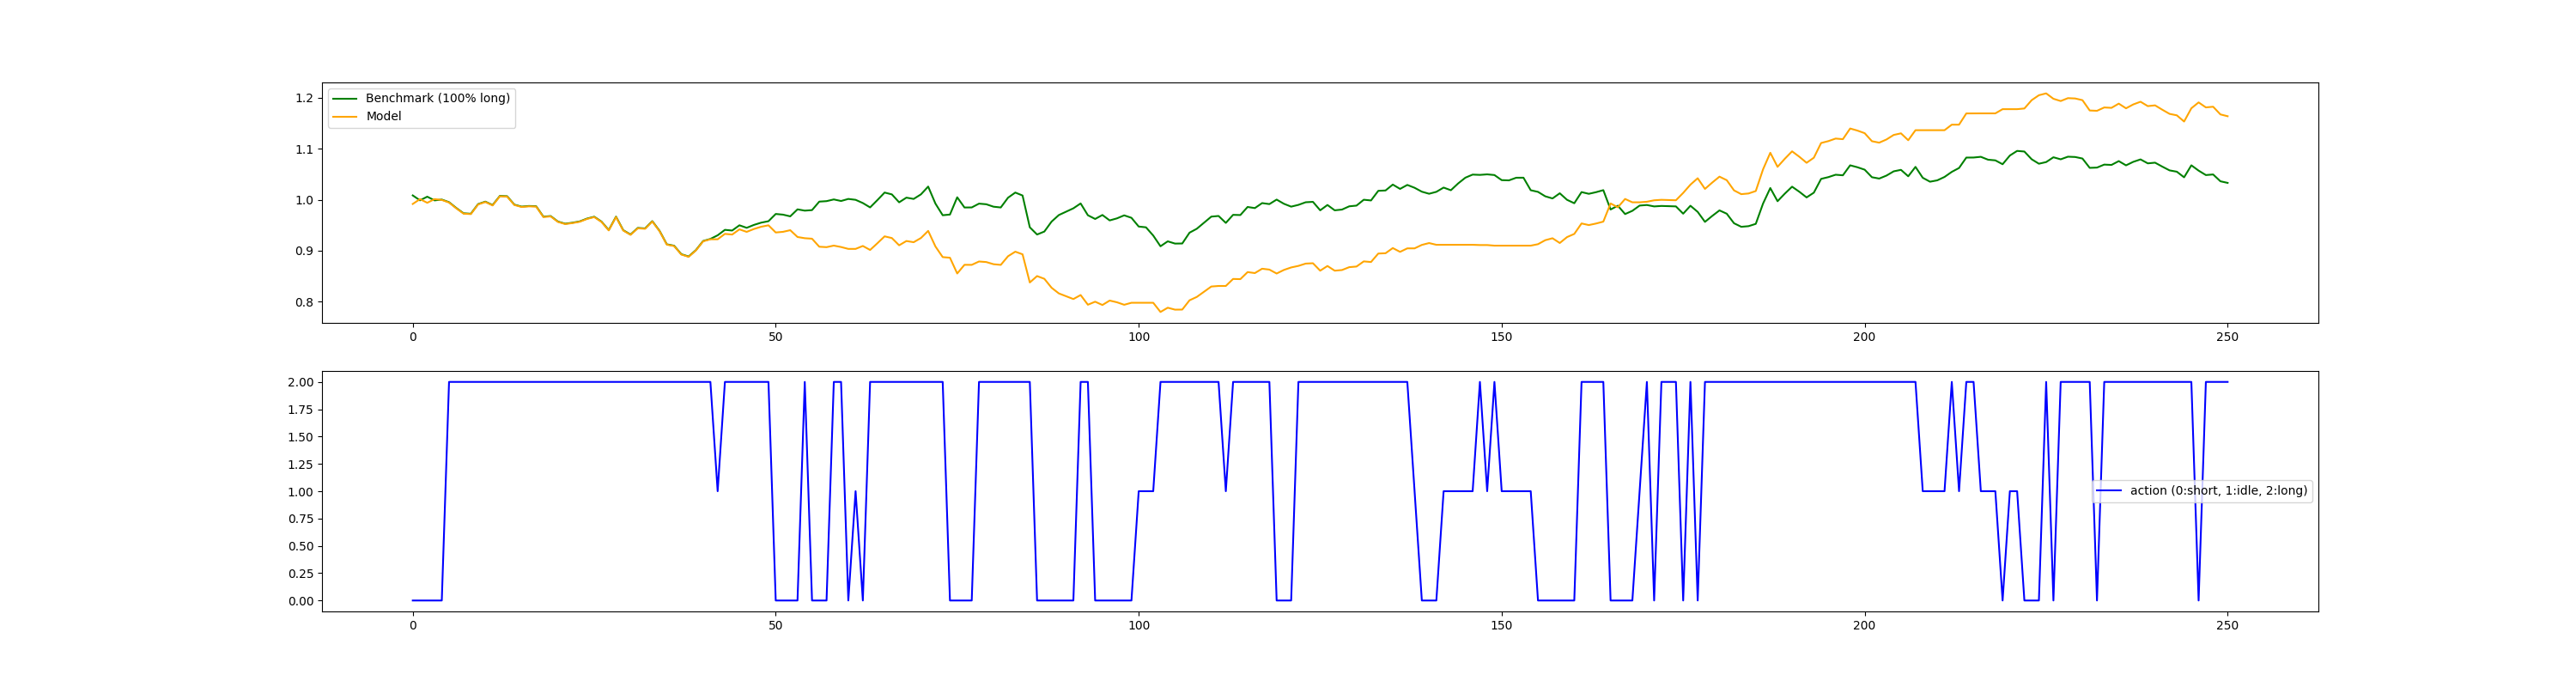 1.2
1.1
1.0
0.9
0.8
Benchmark (100% long)
Model
0 50 100 150 200 250
2.00
1.75
1.50
1.25
1.00
0.75
0.50
0.25
0.00
action (0:short, 1:idle, 2:long)
0 50 100 150 200 250